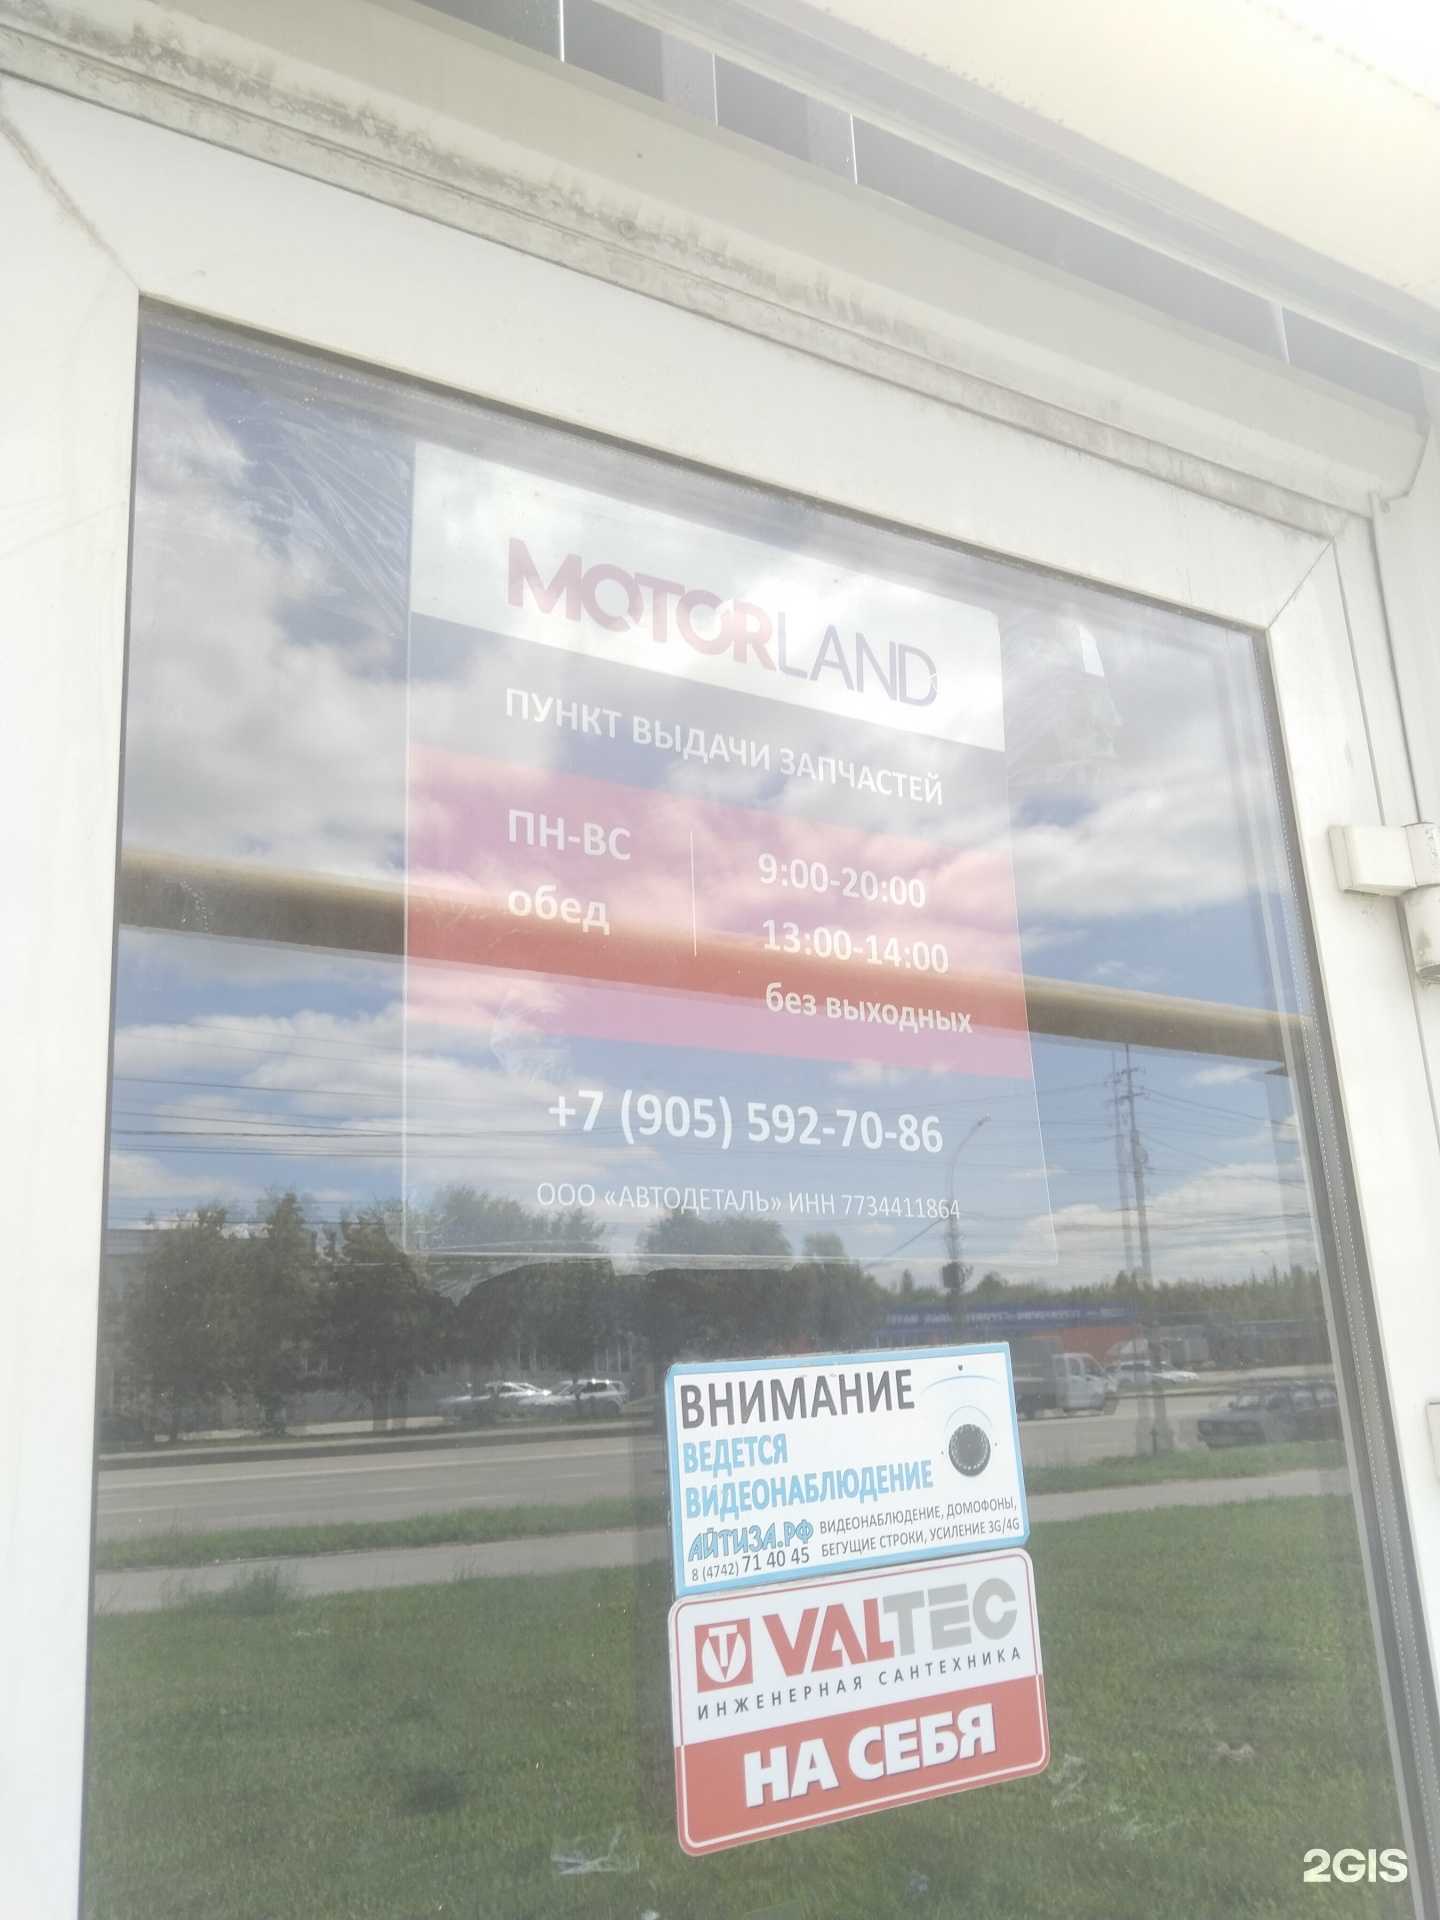 MOTORLAND
ПУНКТ ВЫДАЧИ ЗАПЧАСТЕЙ
ПН-ВС 9:00-20:00
обед 13:00-14:00
без выходных
+7 (905) 592-70-86
ООО «АВТОДЕТАЛЬ» ИНН 7734411864
ВНИМАНИЕ
ВЕДЕТСЯ
ВИДЕОНАБЛЮДЕНИЕ
АЙТИЗА.РФ ВИДЕОНАБЛЮДЕНИЕ, ДОМОФОНЫ,
8 (4742) 71 40 45 БЕГУЩИЕ СТРОКИ, УСИЛЕНИЕ 3G/4G
VALTEC
ИНЖЕНЕРНАЯ САНТЕХНИКА
НА СЕБЯ
2GIS